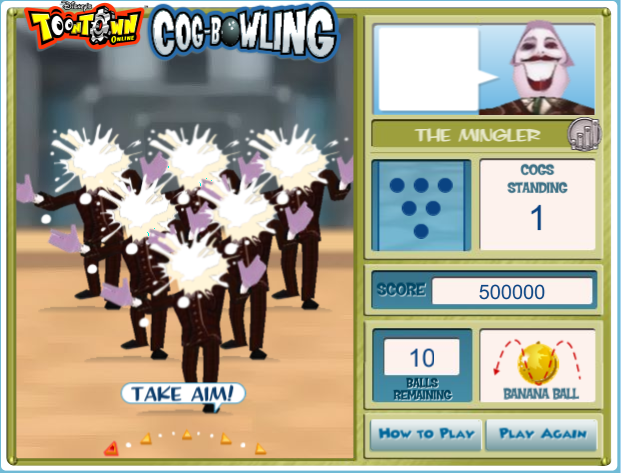 Disney's
TOONTOWN
ONLINE
COG-BOWLING
THE MINGLER
COGS
STANDING
1
SCORE 500000
10
BALLS
REMAINING
BANANA BALL
TAKE AIM!
HOW TO PLAY
PLAY AGAIN